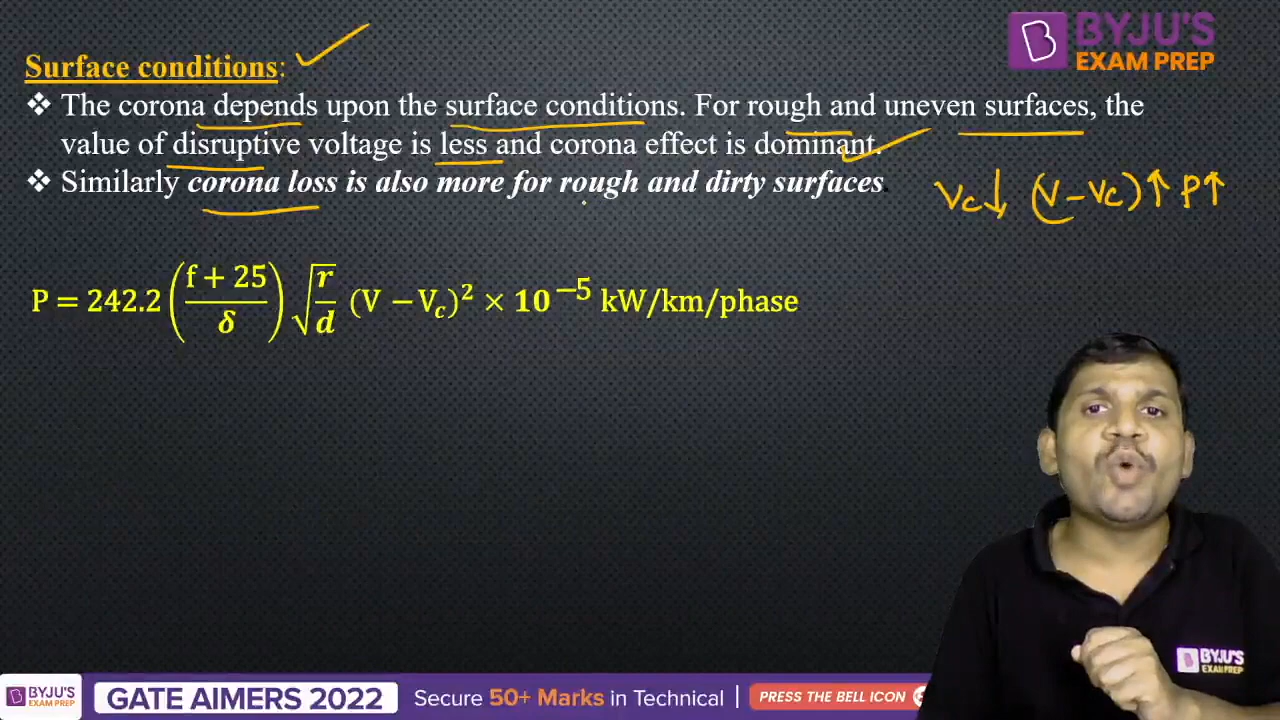 BYJU'S
EXAM PREP
Surface conditions:
❖ The corona depends upon the surface conditions. For rough and uneven surfaces, the
value of disruptive voltage is less and corona effect is dominant.
❖ Similarly corona loss is also more for rough and dirty surfaces.
Vc↓ (V-Vc)↑ P↑
P = 242.2 ((f + 25)/δ) √(r/d) (V − V_c)² × 10⁻⁵ kW/km/phase
BYJU'S
EXAM PREP
BYJU'S
EXAM PREP
GATE AIMERS 2022
Secure 50+ Marks in Technical
PRESS THE BELL ICON